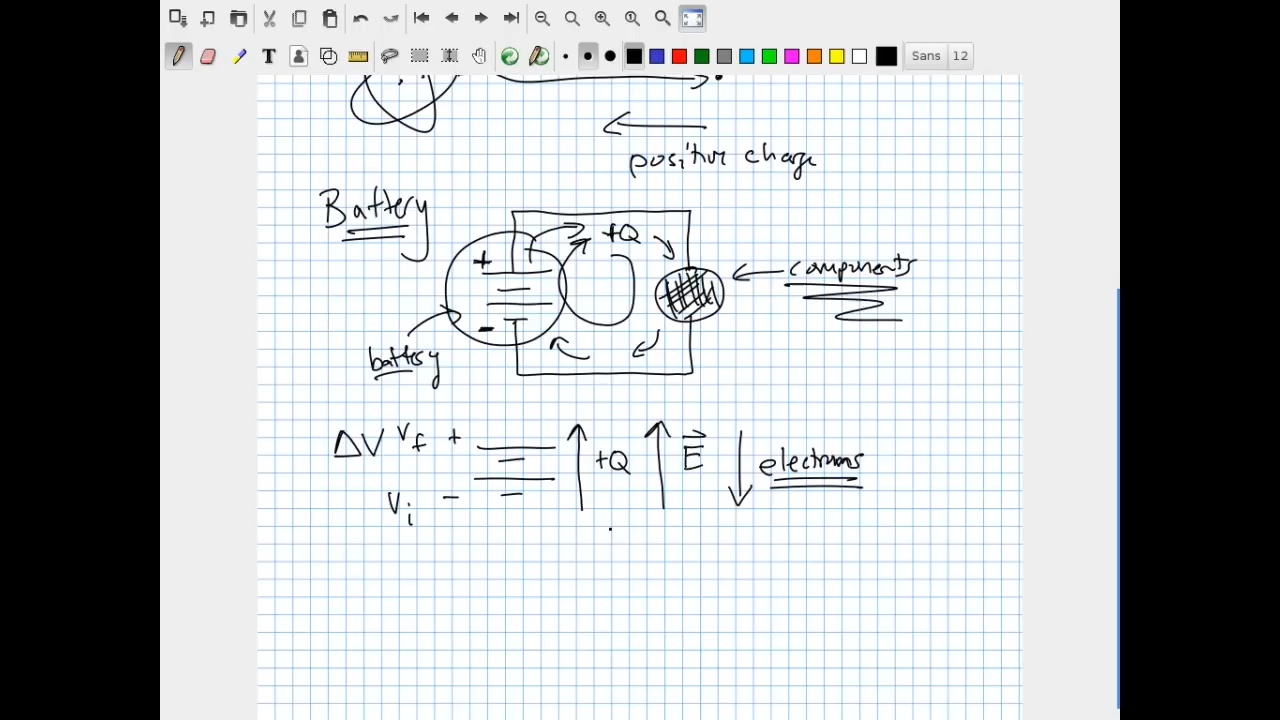 Sans 12
positive charge
Battery
+Q
+
components
-
battery
ΔV Vf + +Q E electrons
Vi -